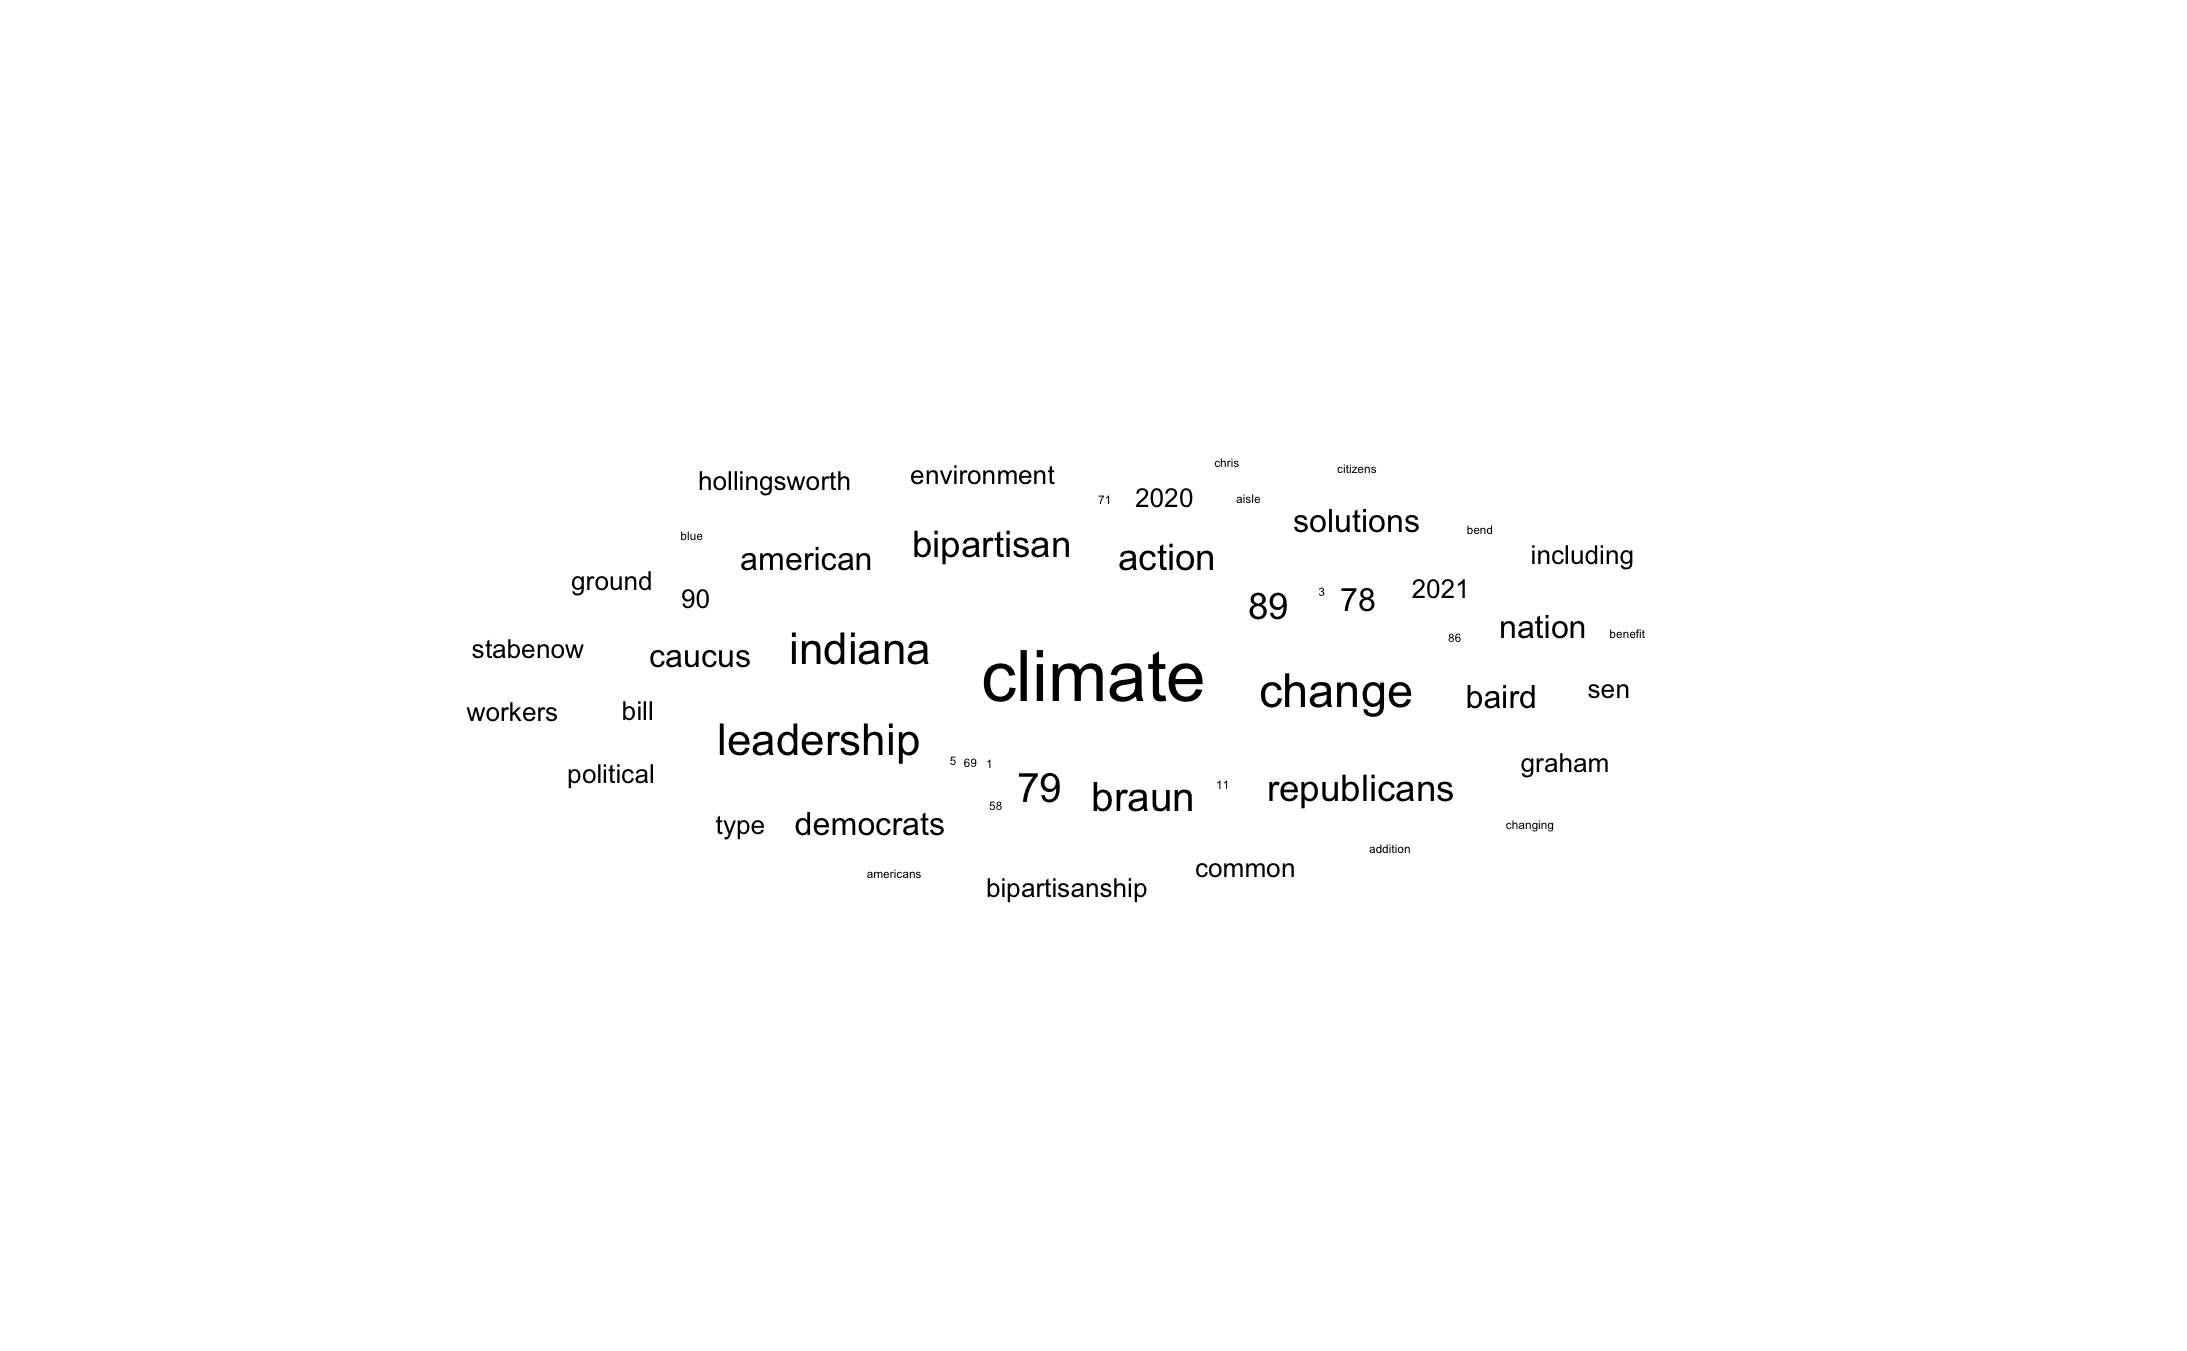 chris
citizens
hollingsworth environment
71 2020 aisle
solutions bend
blue
american bipartisan action including
ground 90 89 3 78 2021
nation benefit
86
stabenow caucus indiana climate
change baird sen
workers bill
leadership
5 69 1 graham
political 79 braun 11 republicans
58
type democrats changing
addition
americans common
bipartisanship